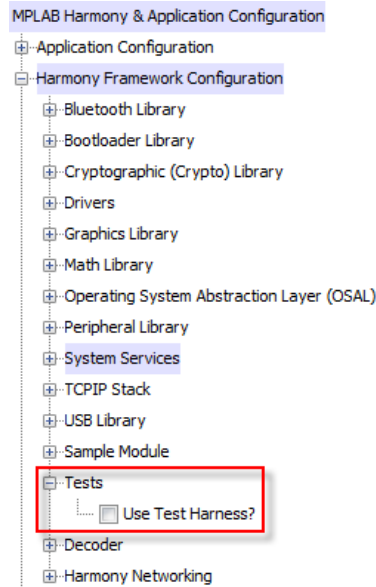 MPLAB Harmony & Application Configuration
Application Configuration
Harmony Framework Configuration
Bluetooth Library
Bootloader Library
Cryptographic (Crypto) Library
Drivers
Graphics Library
Math Library
Operating System Abstraction Layer (OSAL)
Peripheral Library
System Services
TCPIP Stack
USB Library
Sample Module
Tests
Use Test Harness?
Decoder
Harmony Networking